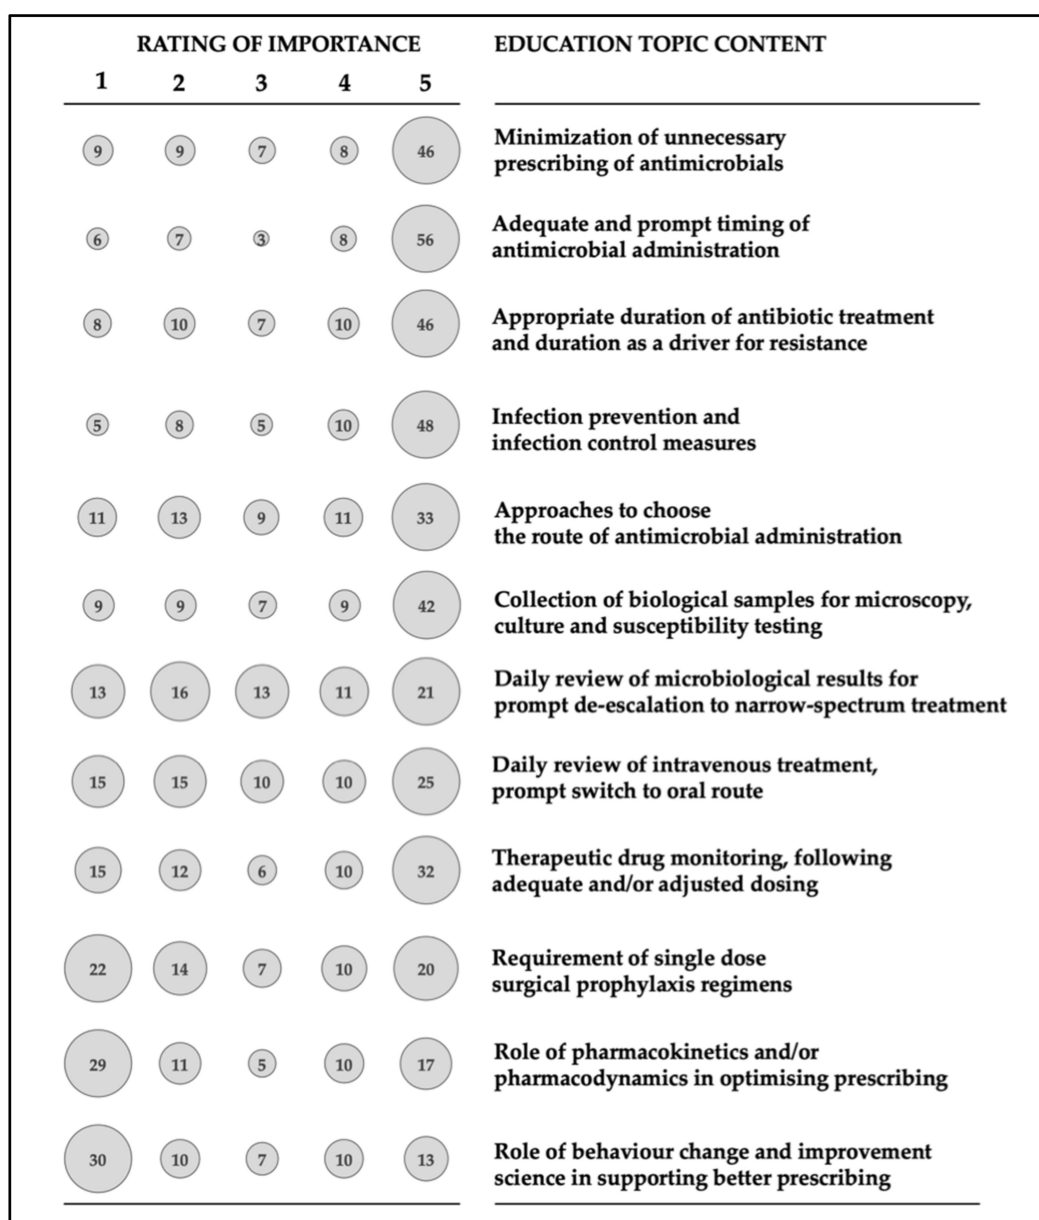 RATING OF IMPORTANCE EDUCATION TOPIC CONTENT
1 2 3 4 5
9 9 7 8 46 Minimization of unnecessary
prescribing of antimicrobials
6 7 3 8 56 Adequate and prompt timing of
antimicrobial administration
8 10 7 10 46 Appropriate duration of antibiotic treatment
and duration as a driver for resistance
5 8 5 10 48 Infection prevention and
infection control measures
11 13 9 11 33 Approaches to choose
the route of antimicrobial administration
9 9 7 9 42 Collection of biological samples for microscopy,
culture and susceptibility testing
13 16 13 11 21 Daily review of microbiological results for
prompt de-escalation to narrow-spectrum treatment
15 15 10 10 25 Daily review of intravenous treatment,
prompt switch to oral route
15 12 6 10 32 Therapeutic drug monitoring, following
adequate and/or adjusted dosing
22 14 7 10 20 Requirement of single dose
surgical prophylaxis regimens
29 11 5 10 17 Role of pharmacokinetics and/or
pharmacodynamics in optimising prescribing
30 10 7 10 13 Role of behaviour change and improvement
science in supporting better prescribing